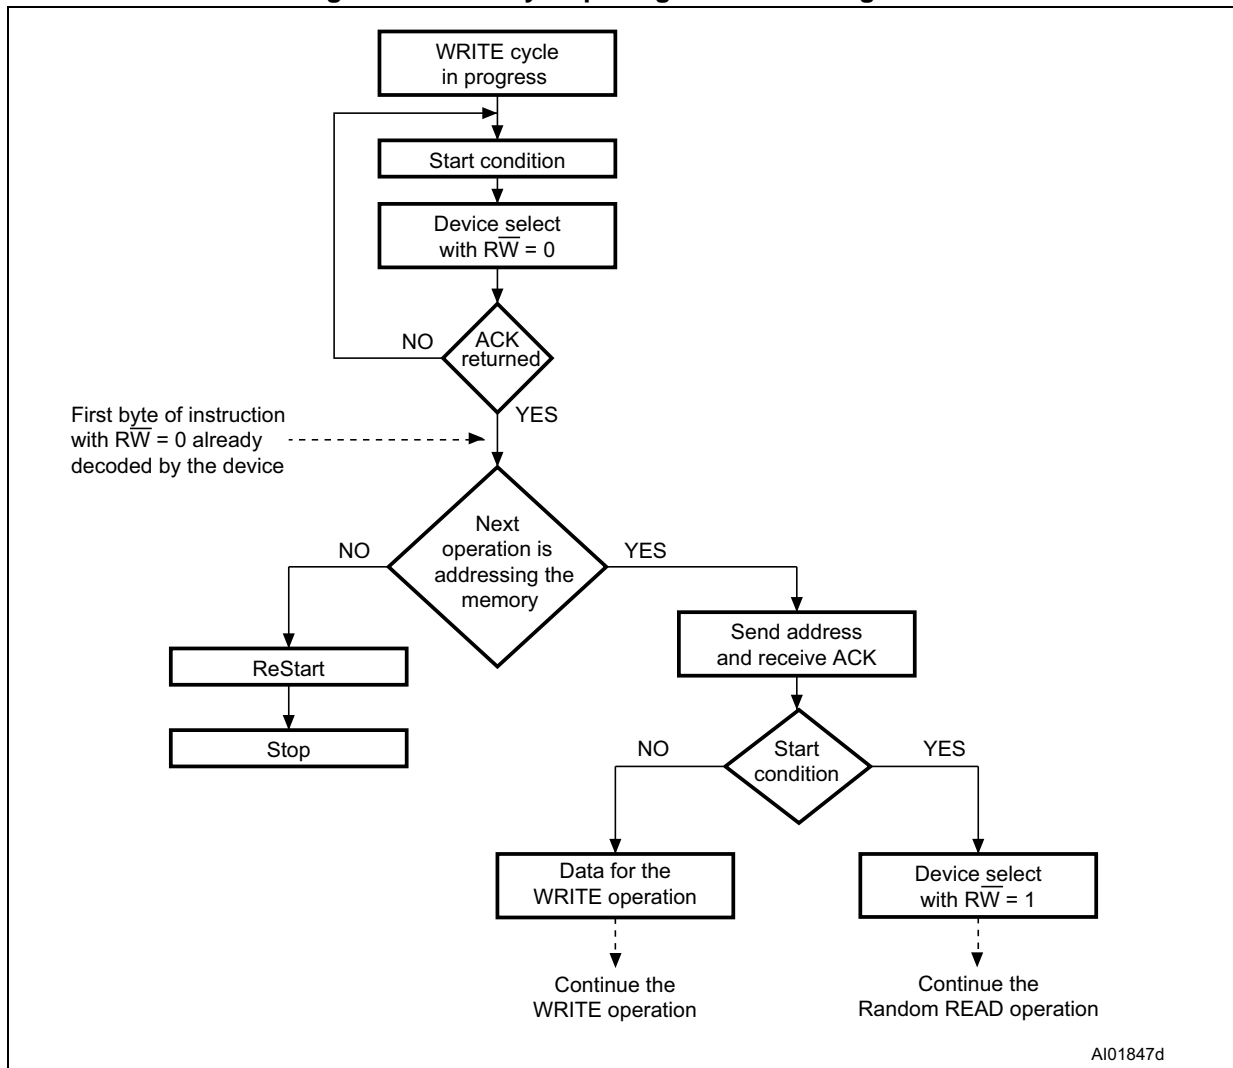 WRITE cycle
in progress
Start condition
Device select
with RW̅ = 0
ACK
returned
NO
YES
First byte of instruction
with RW̅ = 0 already
decoded by the device
Next
operation is
addressing the
memory
NO
YES
Send address
and receive ACK
ReStart
Stop
Start
condition
NO
YES
Data for the
WRITE operation
Device select
with RW̅ = 1
Continue the
WRITE operation
Continue the
Random READ operation
AI01847d